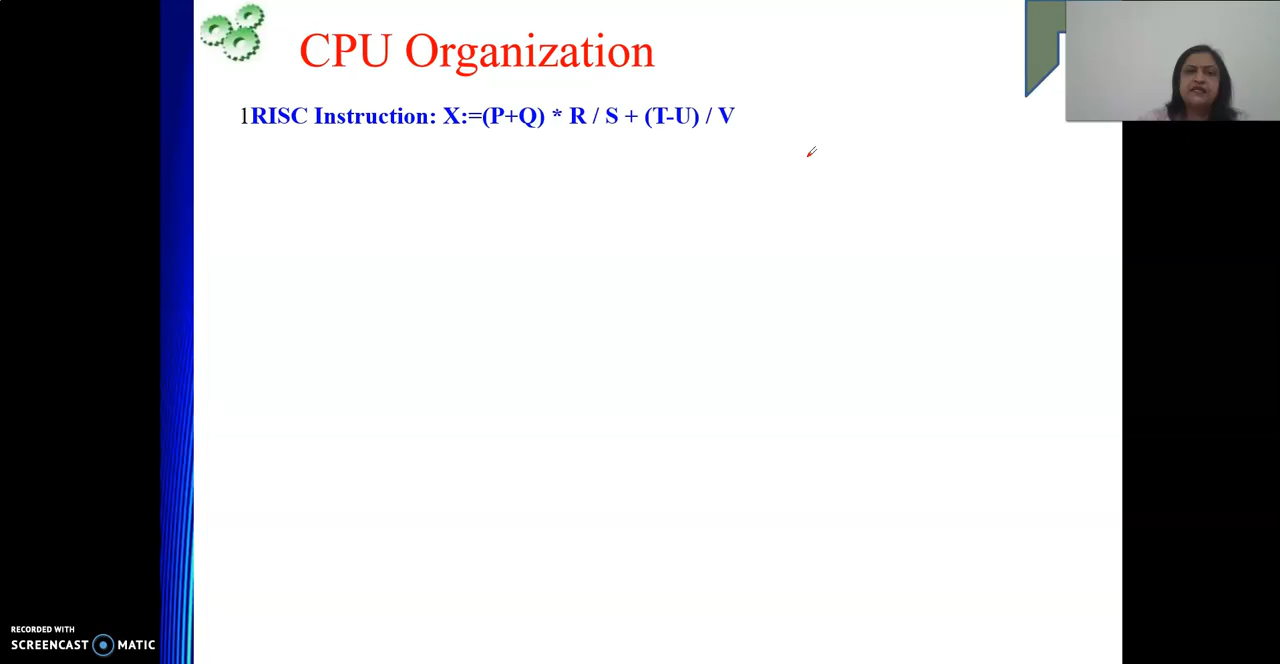 CPU Organization
1RISC Instruction: X:=(P+Q) * R / S + (T-U) / V
RECORDED WITH
SCREENCAST MATIC